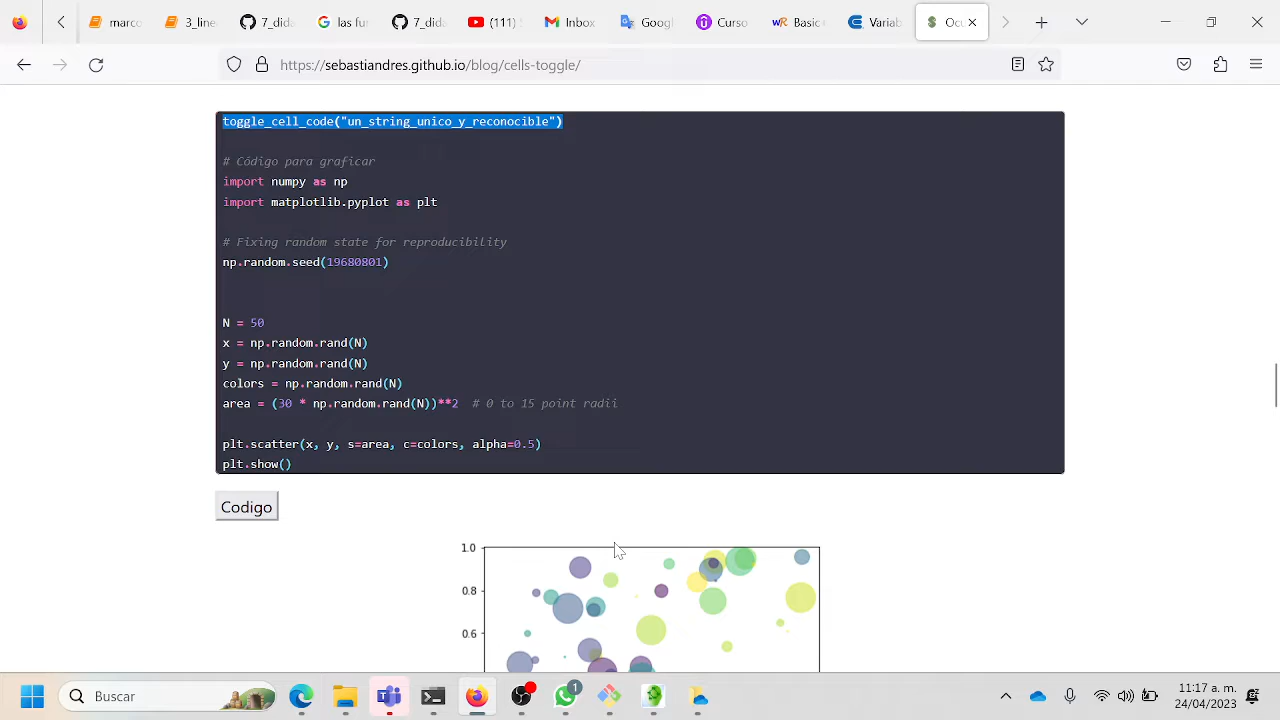 marco
3_line
7_dida
las fur
7_dida
(111)
Inbox
Googl
Curso
Basic
Variab
Ocu
https://sebastiandres.github.io/blog/cells-toggle/
toggle_cell_code("un_string_unico_y_reconocible")
# Código para graficar
import numpy as np
import matplotlib.pyplot as plt
# Fixing random state for reproducibility
np.random.seed(19680801)
N = 50
x = np.random.rand(N)
y = np.random.rand(N)
colors = np.random.rand(N)
area = (30 * np.random.rand(N))**2  # 0 to 15 point radii
plt.scatter(x, y, s=area, c=colors, alpha=0.5)
plt.show()
Codigo
1.0
0.8
0.6
Buscar
1
11:17 a. m.
24/04/2023